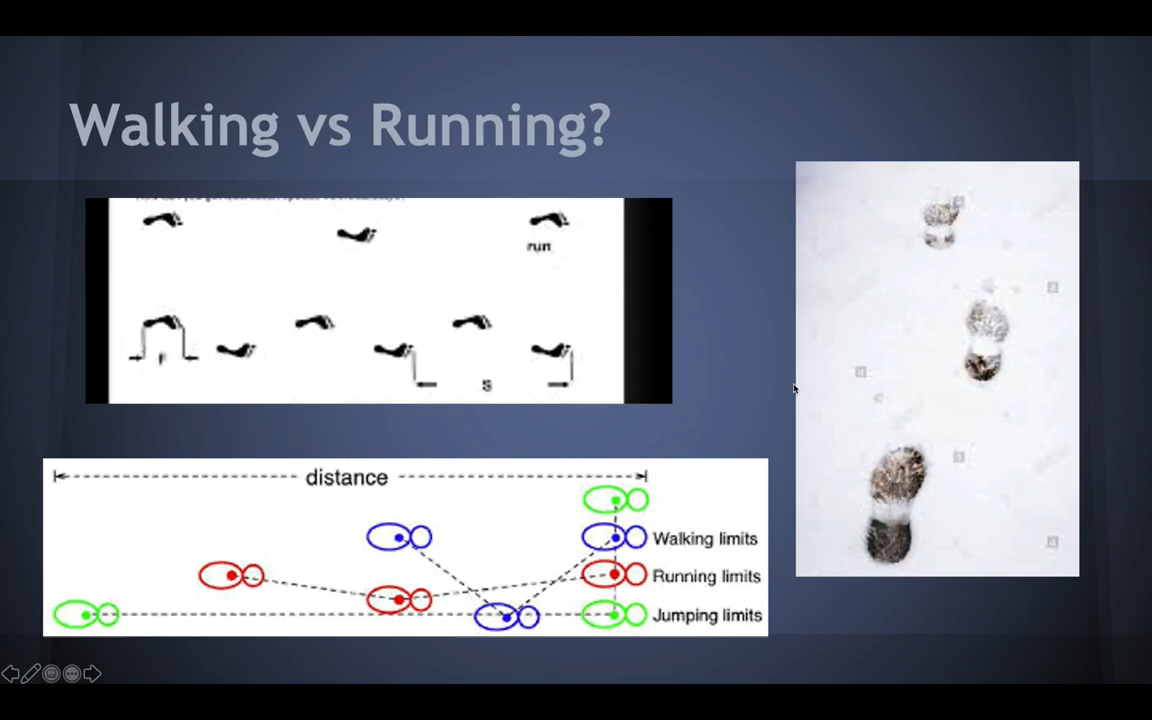 Walking vs Running?
run
F
S
distance
Walking limits
Running limits
Jumping limits